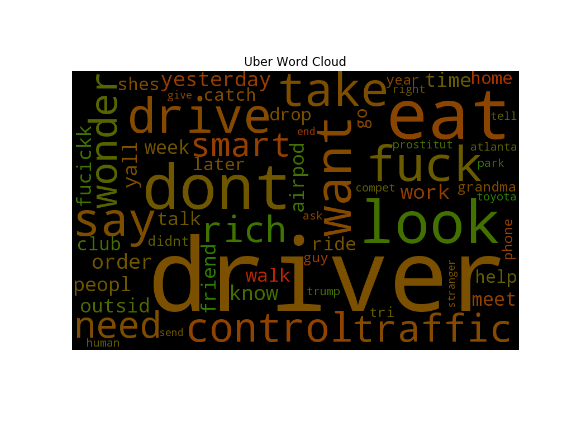 Uber Word Cloud
shes yesterday take time home
year right
give catch
fucickk wonder drive drop go eat tell
yall week smart want fuck prostitut atlanta
later airpod park
dont compet work grandma toyota
say talk rich look phone
ask
club didnt ride
order friend walk guy stranger help
peopl know driver trump meet
outsid
need send control tri traffic
human
end